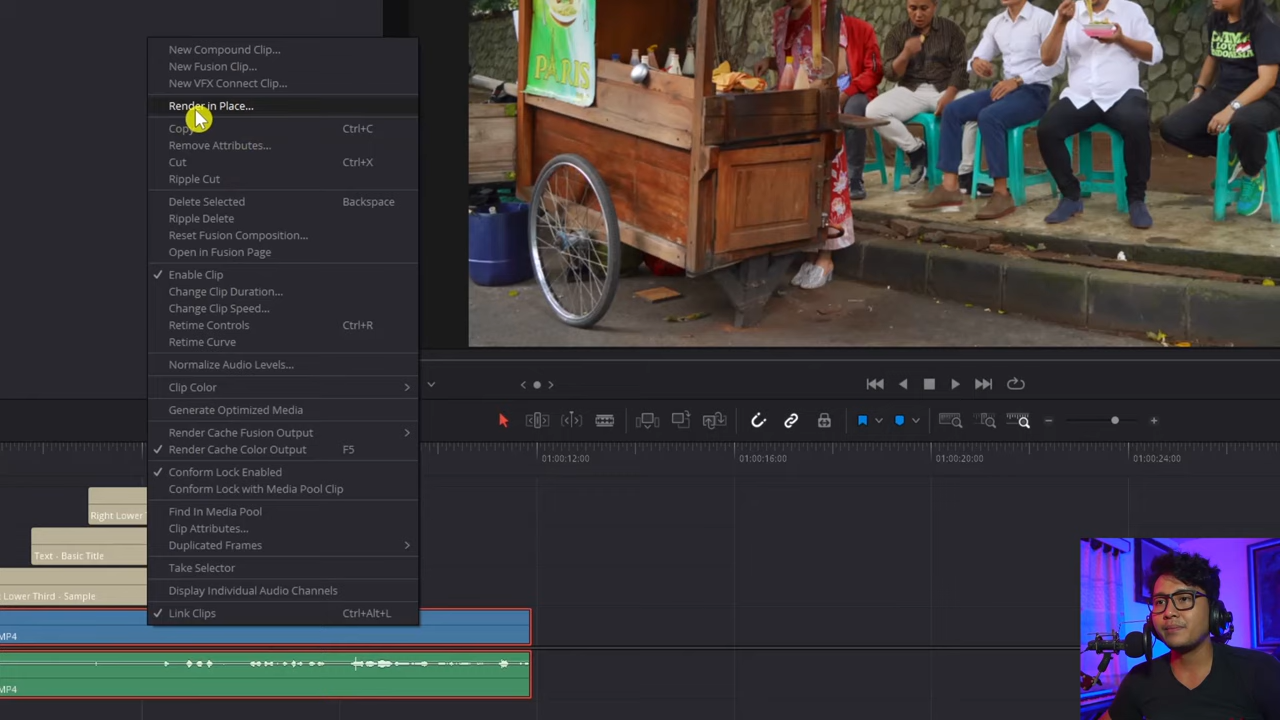 New Compound Clip...
New Fusion Clip...
New VFX Connect Clip...
Render in Place...
Copy Ctrl+C
Remove Attributes...
Cut Ctrl+X
Ripple Cut
Delete Selected Backspace
Ripple Delete
Reset Fusion Composition...
Open in Fusion Page
Enable Clip
Change Clip Duration...
Change Clip Speed...
Retime Controls Ctrl+R
Retime Curve
Normalize Audio Levels...
Clip Color
Generate Optimized Media
Render Cache Fusion Output
Render Cache Color Output F5
Conform Lock Enabled
Conform Lock with Media Pool Clip
Find In Media Pool
Clip Attributes...
Duplicated Frames
Take Selector
Display Individual Audio Channels
Link Clips Ctrl+Alt+L
01:00:12:00 01:00:16:00 01:00:20:00 01:00:24:00
Right Lower
Text - Basic Title
Lower Third - Sample
MP4
MP4